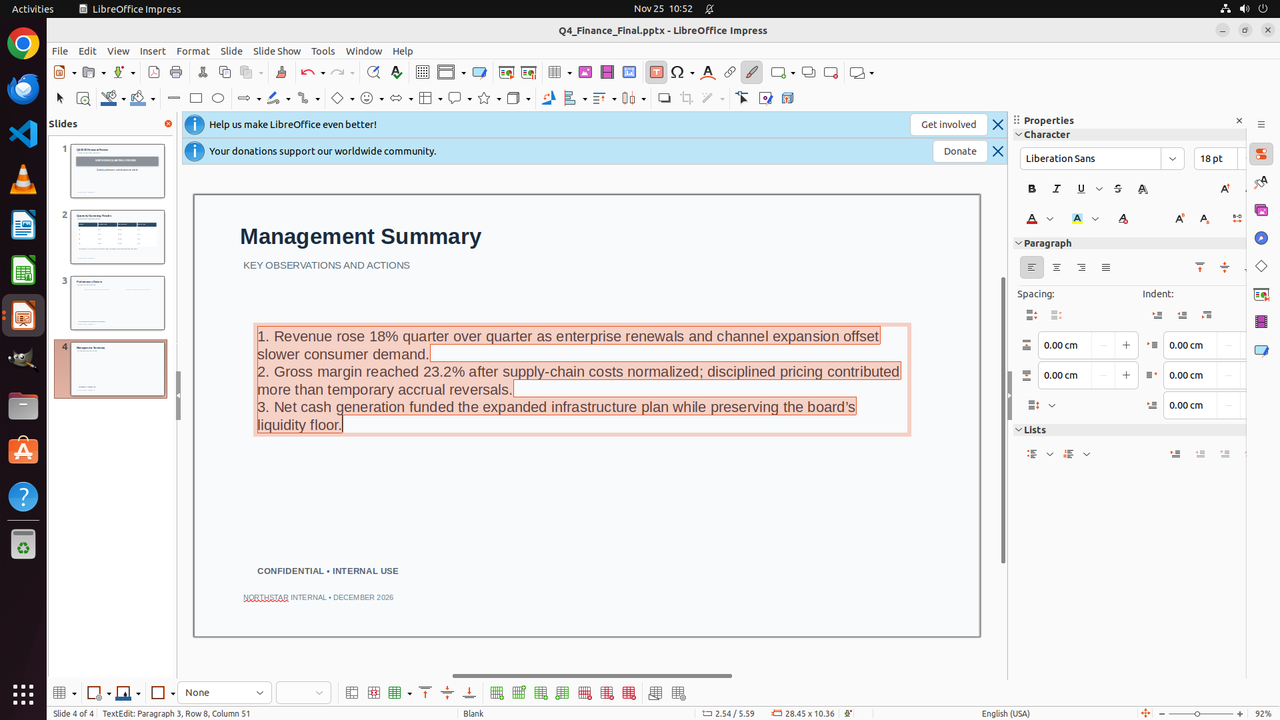 Activities
LibreOffice Impress
Nov 25 10:52
Q4_Finance_Final.pptx - LibreOffice Impress
File Edit View Insert Format Slide Slide Show Tools Window Help
Slides
Help us make LibreOffice even better!
Get involved
Your donations support our worldwide community.
Donate
1
2
3
4
Management Summary
KEY OBSERVATIONS AND ACTIONS
1. Revenue rose 18% quarter over quarter as enterprise renewals and channel expansion offset
slower consumer demand.
2. Gross margin reached 23.2% after supply-chain costs normalized; disciplined pricing contributed
more than temporary accrual reversals.
3. Net cash generation funded the expanded infrastructure plan while preserving the board’s
liquidity floor.
CONFIDENTIAL • INTERNAL USE
NORTHSTAR INTERNAL • DECEMBER 2026
Properties
Character
Liberation Sans
18 pt
Paragraph
Spacing:
Indent:
0.00 cm
0.00 cm
0.00 cm
0.00 cm
0.00 cm
Lists
None
Slide 4 of 4
TextEdit: Paragraph 3, Row 8, Column 51
Blank
2.54 / 5.59
28.45 x 10.36
English (USA)
92%